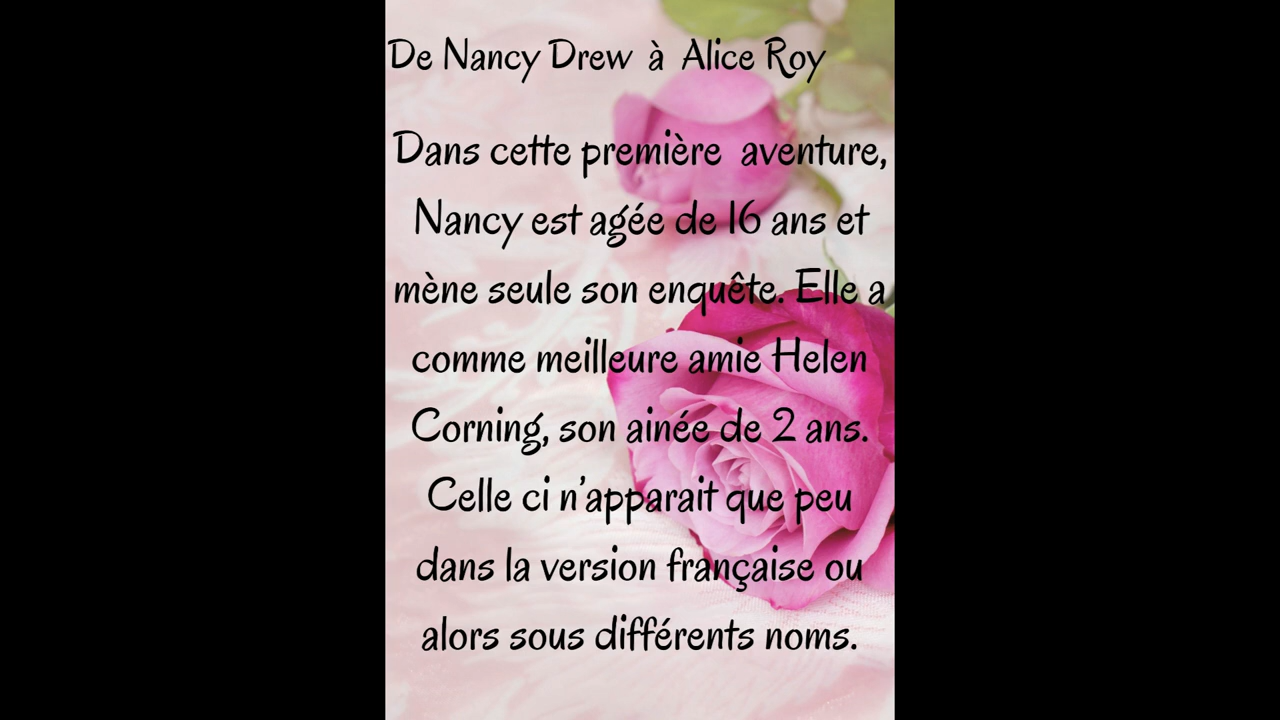 De Nancy Drew à Alice Roy
Dans cette première aventure,
Nancy est agée de 16 ans et
mène seule son enquête. Elle a
comme meilleure amie Helen
Corning, son ainée de 2 ans.
Celle ci n'apparait que peu
dans la version française ou
alors sous différents noms.